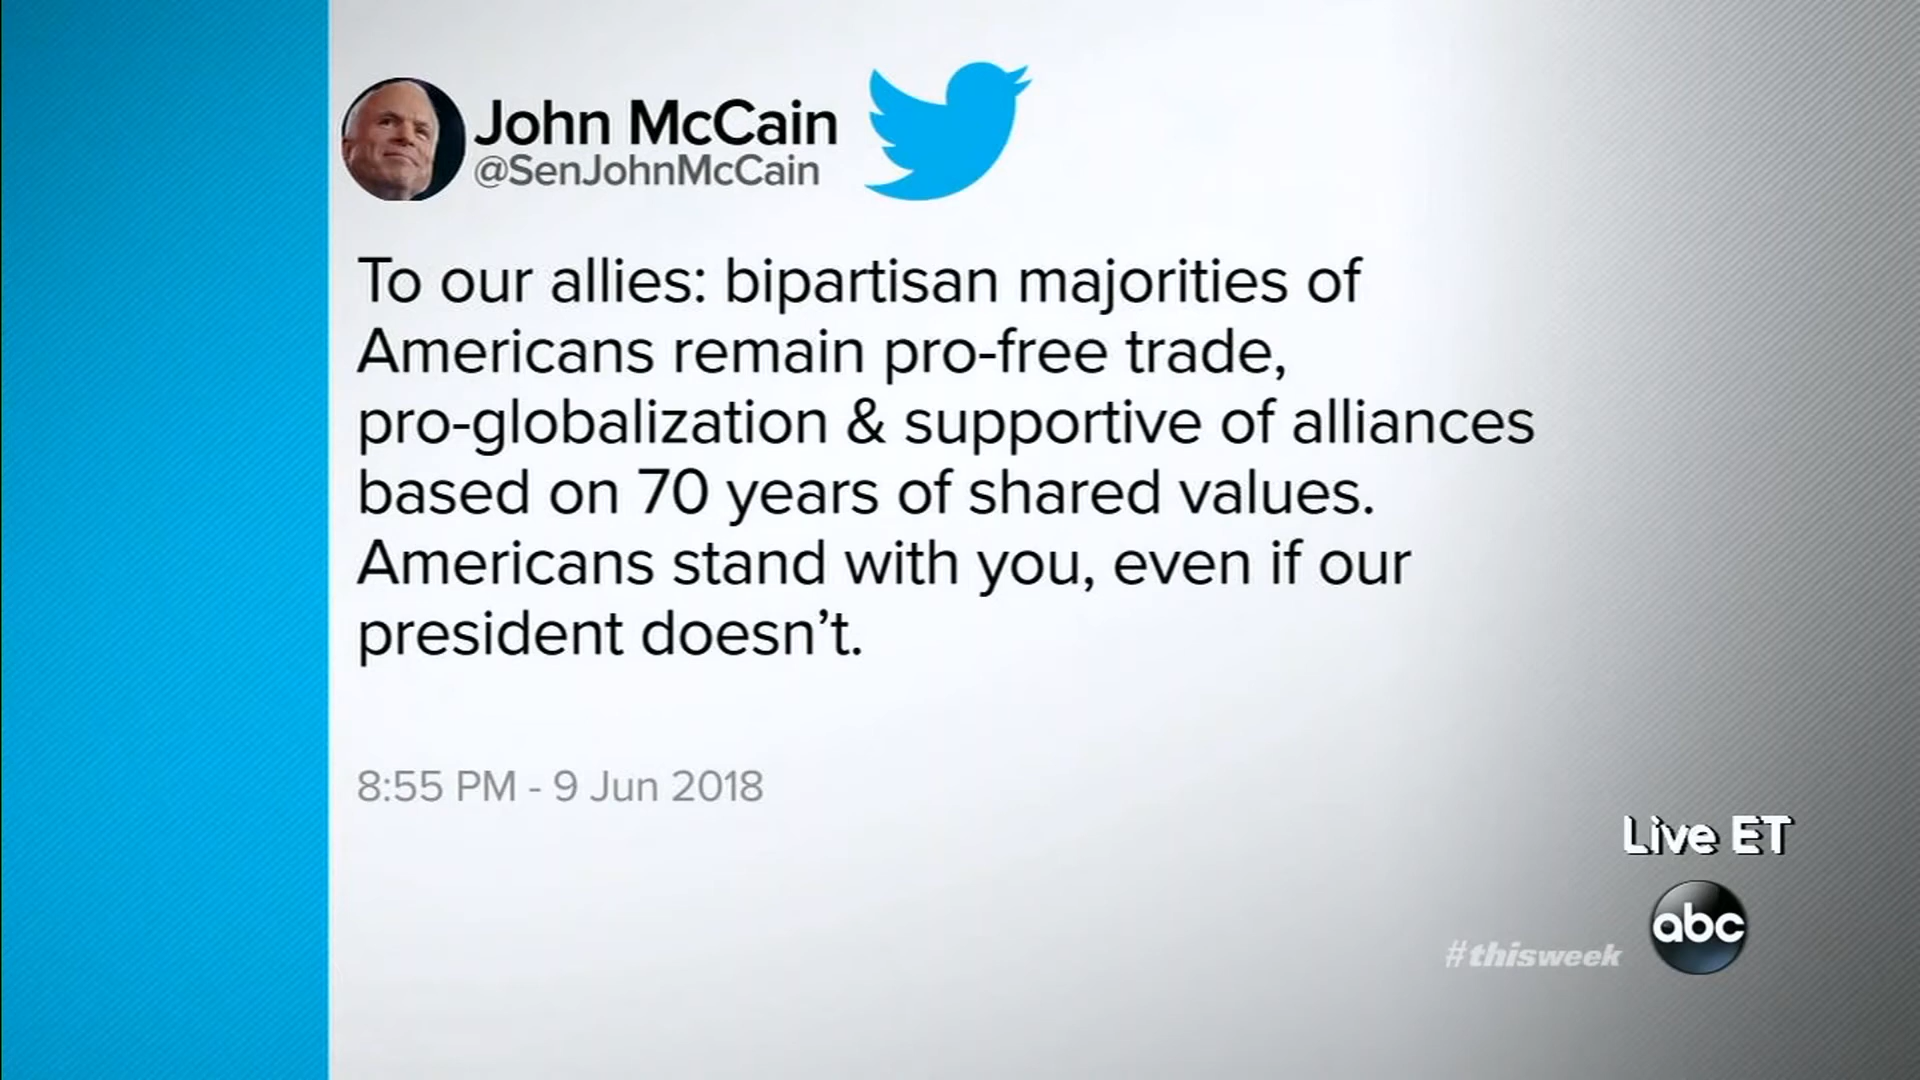 John McCain
@SenJohnMcCain
To our allies: bipartisan majorities of
Americans remain pro-free trade,
pro-globalization & supportive of alliances
based on 70 years of shared values.
Americans stand with you, even if our
president doesn’t.
8:55 PM - 9 Jun 2018
Live ET
abc
#thisweek